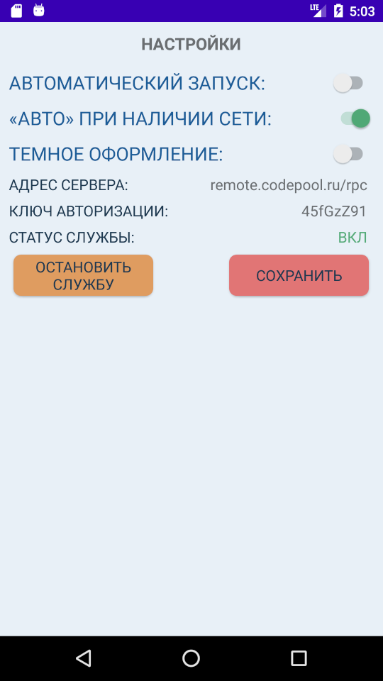 LTE 5:03
НАСТРОЙКИ
АВТОМАТИЧЕСКИЙ ЗАПУСК:
«АВТО» ПРИ НАЛИЧИИ СЕТИ:
ТЕМНОЕ ОФОРМЛЕНИЕ:
АДРЕС СЕРВЕРА: remote.codepool.ru/rpc
КЛЮЧ АВТОРИЗАЦИИ: 45fGzZ91
СТАТУС СЛУЖБЫ: ВКЛ
ОСТАНОВИТЬ
СЛУЖБУ
СОХРАНИТЬ